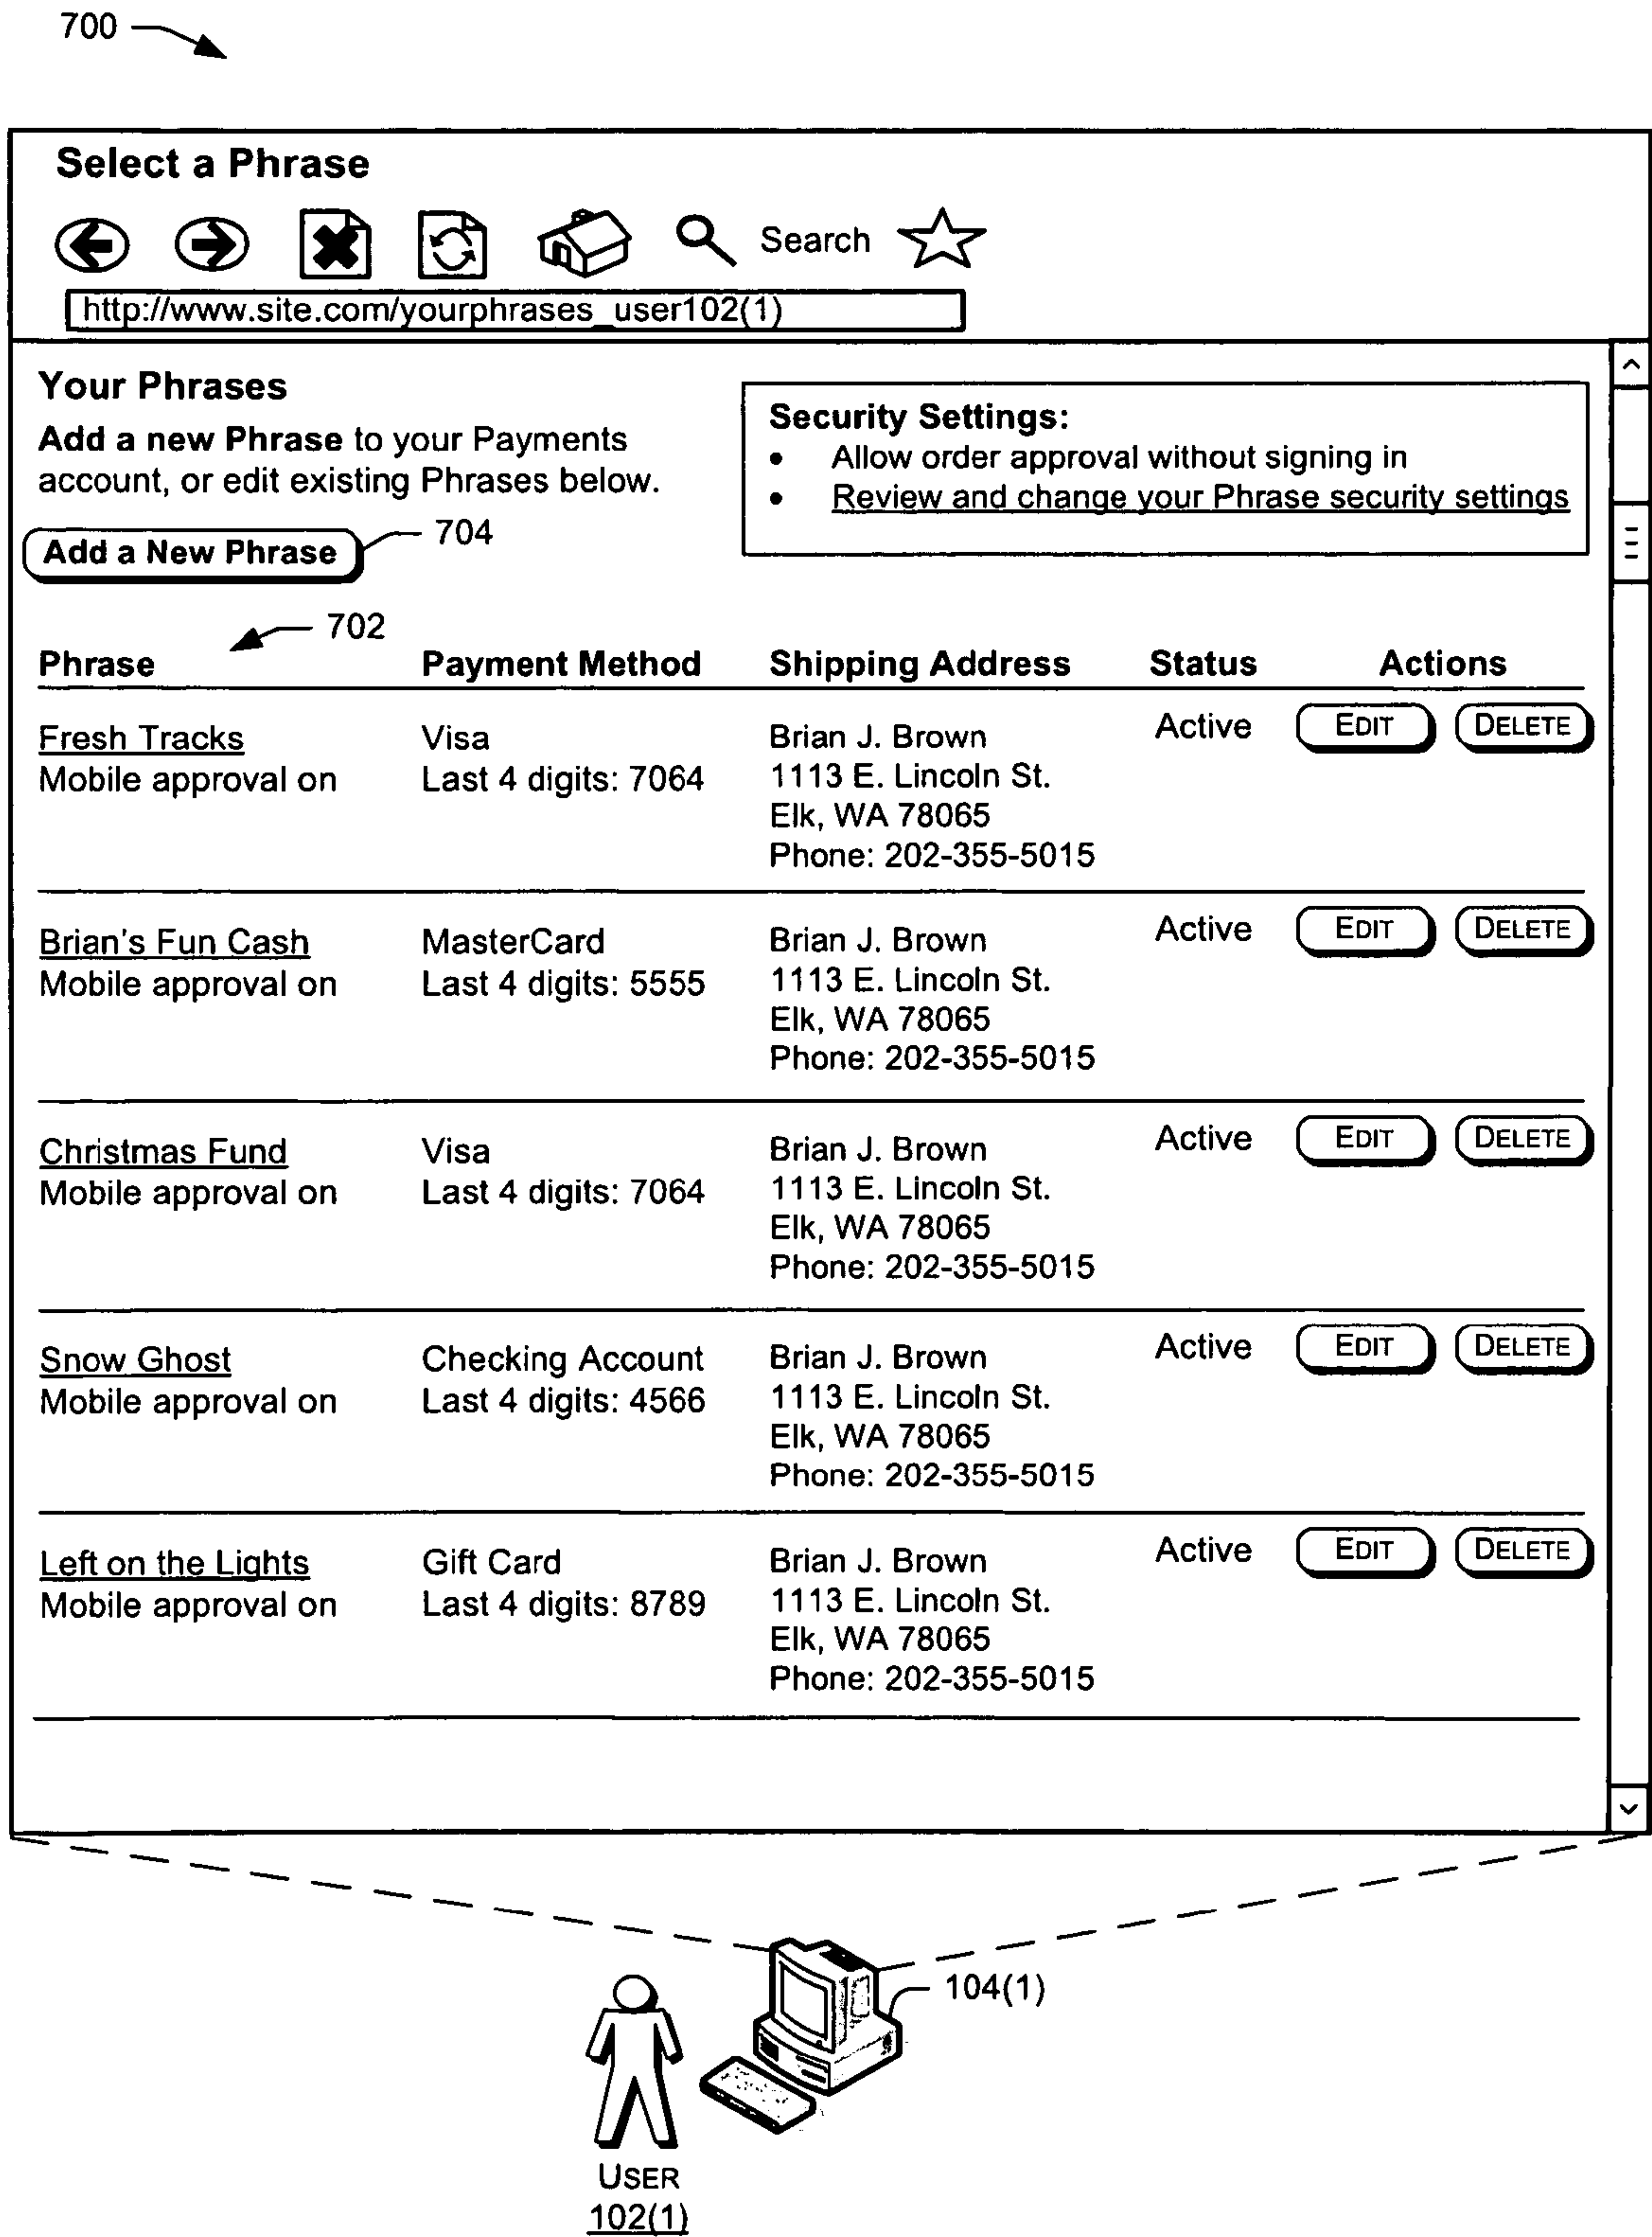 700
Select a Phrase
Search
http://www.site.com/yourphrases_user102(1)
Your Phrases
Add a new Phrase to your Payments
account, or edit existing Phrases below.
Add a New Phrase
704
Security Settings:
• Allow order approval without signing in
• Review and change your Phrase security settings
702
Phrase Payment Method Shipping Address Status Actions
Fresh Tracks Visa Brian J. Brown Active EDIT DELETE
Mobile approval on Last 4 digits: 7064 1113 E. Lincoln St.
Elk, WA 78065
Phone: 202-355-5015
Brian's Fun Cash MasterCard Brian J. Brown Active EDIT DELETE
Mobile approval on Last 4 digits: 5555 1113 E. Lincoln St.
Elk, WA 78065
Phone: 202-355-5015
Christmas Fund Visa Brian J. Brown Active EDIT DELETE
Mobile approval on Last 4 digits: 7064 1113 E. Lincoln St.
Elk, WA 78065
Phone: 202-355-5015
Snow Ghost Checking Account Brian J. Brown Active EDIT DELETE
Mobile approval on Last 4 digits: 4566 1113 E. Lincoln St.
Elk, WA 78065
Phone: 202-355-5015
Left on the Lights Gift Card Brian J. Brown Active EDIT DELETE
Mobile approval on Last 4 digits: 8789 1113 E. Lincoln St.
Elk, WA 78065
Phone: 202-355-5015
104(1)
USER
102(1)